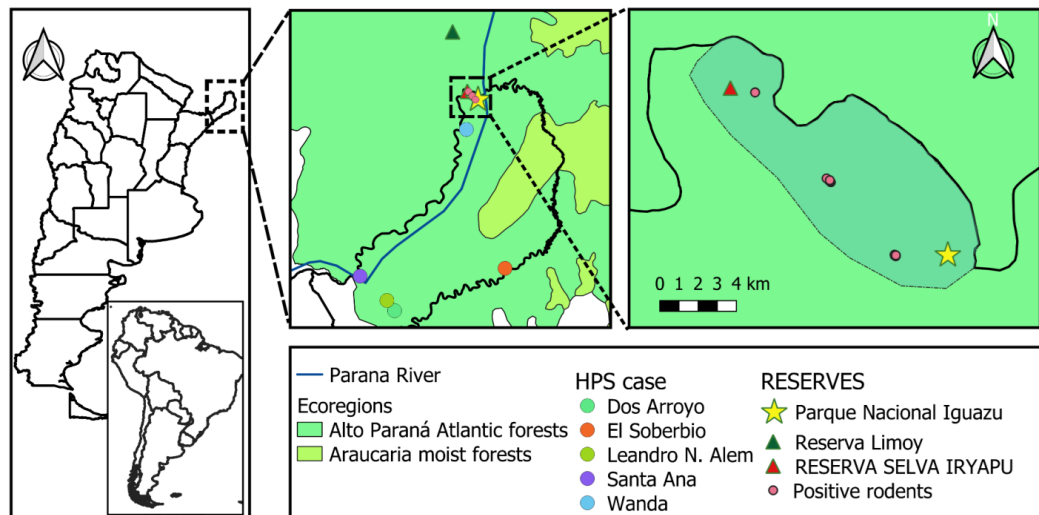 N
0 1 2 3 4 km
Parana River
Ecoregions
Alto Paraná Atlantic forests
Araucaria moist forests
HPS case
Dos Arroyo
El Soberbio
Leandro N. Alem
Santa Ana
Wanda
RESERVES
Parque Nacional Iguazu
Reserva Limoy
RESERVA SELVA IRYAPU
Positive rodents